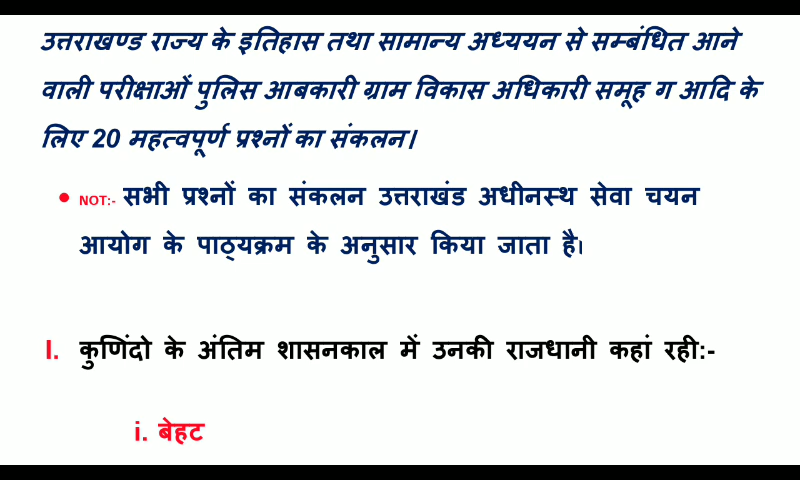 उत्तराखण्ड राज्य के इतिहास तथा सामान्य अध्ययन से सम्बंधित आने
वाली परीक्षाओं पुलिस आबकारी ग्राम विकास अधिकारी समूह ग आदि के
लिए 20 महत्वपूर्ण प्रश्नों का संकलन।
• NOT:- सभी प्रश्नों का संकलन उत्तराखंड अधीनस्थ सेवा चयन
आयोग के पाठ्यक्रम के अनुसार किया जाता है।
I. कुणिंदो के अंतिम शासनकाल में उनकी राजधानी कहां रही:-
i. बेहट